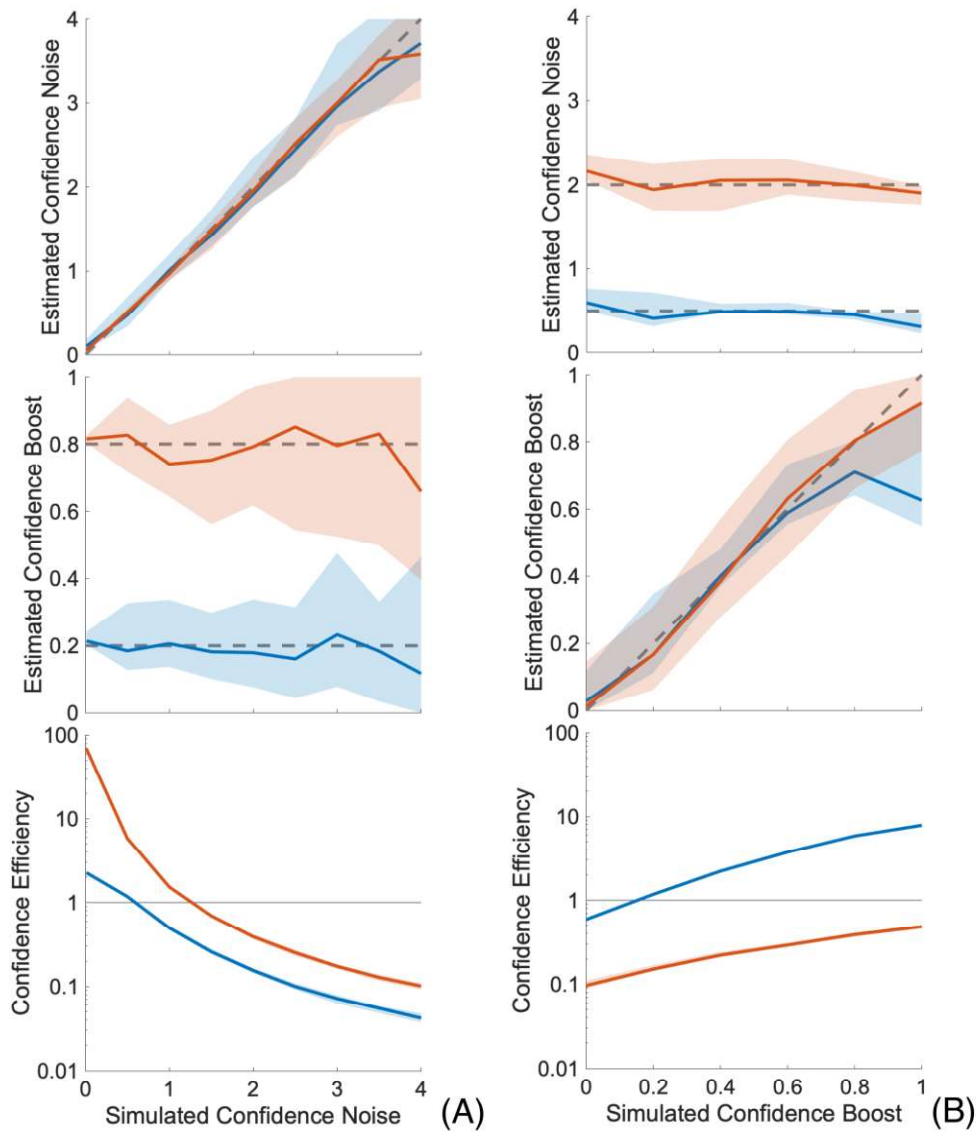 4
3
2
1
0
Estimated Confidence Noise
4
3
2
1
0
Estimated Confidence Noise
1
0.8
0.6
0.4
0.2
0
Estimated Confidence Boost
1
0.8
0.6
0.4
0.2
0
Estimated Confidence Boost
100
10
1
0.1
0.01
Confidence Efficiency
0 1 2 3 4
Simulated Confidence Noise
(A)
100
10
1
0.1
0.01
Confidence Efficiency
0 0.2 0.4 0.6 0.8 1
Simulated Confidence Boost
(B)